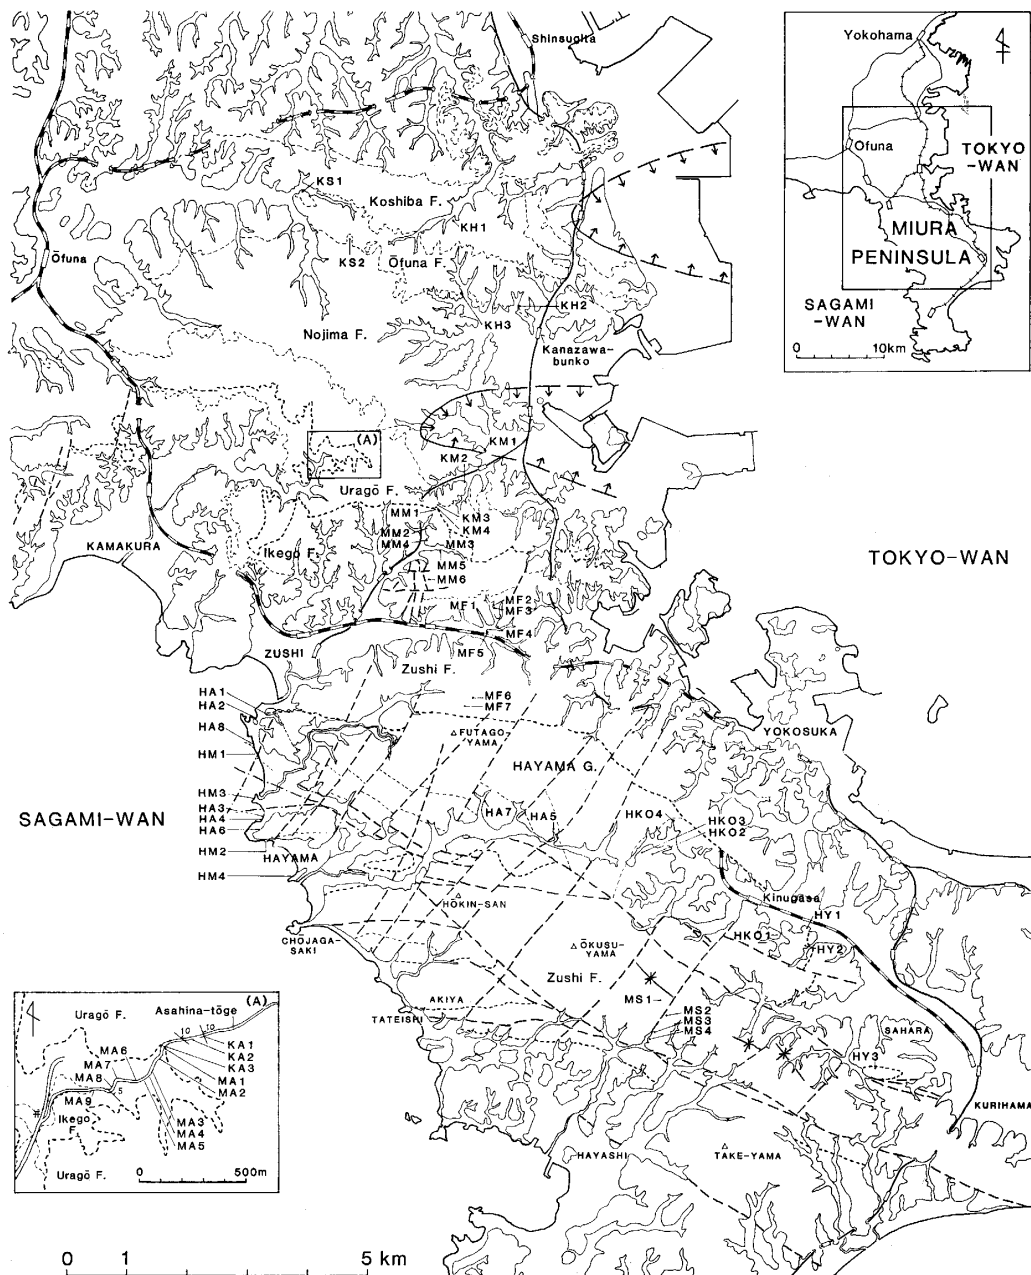 Shinsugita
Yokohama
Ōfuna
TOKYO
-WAN
MIURA
PENINSULA
SAGAMI
-WAN
0 10km
KS1
Koshiba F.
KH1
Ōfuna
KS2
Ōfuna F.
KH2
Nojima F.
KH3
Kanazawa-
bunko
(A)
KM1
KM2
Uragō F.
MM1
KM3
MM2
KM4
MM4
MM3
KAMAKURA
Ikego F.
MM5
MM6
TOKYO-WAN
MF2
MF1
MF3
MF4
ZUSHI
MF5
Zushi F.
HA1
MF6
HA2
MF7
HA8
FUTAGO-
YAMA
YOKOSUKA
HM1
HAYAMA G.
HM3
HA3
HA7
HA5
HKO4
HKO3
HA4
HKO2
SAGAMI-WAN
HA6
HM2
HAYAMA
HM4
Kinugasa
HOKIN-SAN
HY1
CHŌJAGA-
SAKI
HKO1
HY2
ŌKUSU-
YAMA
Zushi F.
AKIYA
MS1
TATEISHI
MS2
MS3
MS4
SAHARA
HY3
KURIHAMA
HAYASHI
TAKE-YAMA
(A)
Uragō F.
Asahina-tōge
10
10
KA1
MA6
KA2
MA7
KA3
MA8
MA1
MA9
5
MA2
Ikego
F.
MA3
MA4
MA5
0 500m
Uragō F.
0 1 5 km